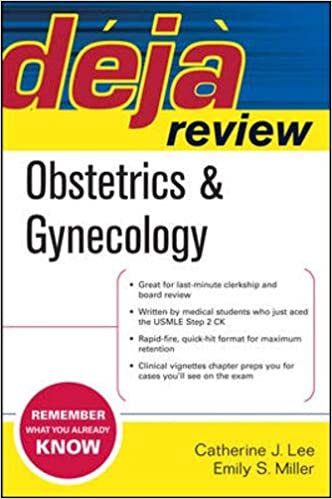 déjà
review
Obstetrics &
Gynecology
• Great for last-minute clerkship and
board review
• Written by medical students who just aced
the USMLE Step 2 CK
• Rapid-fire, quick-hit format for maximum
retention
• Clinical vignettes chapter preps you for
cases you'll see on the exam
REMEMBER
WHAT YOU ALREADY
KNOW
Catherine J. Lee
Emily S. Miller